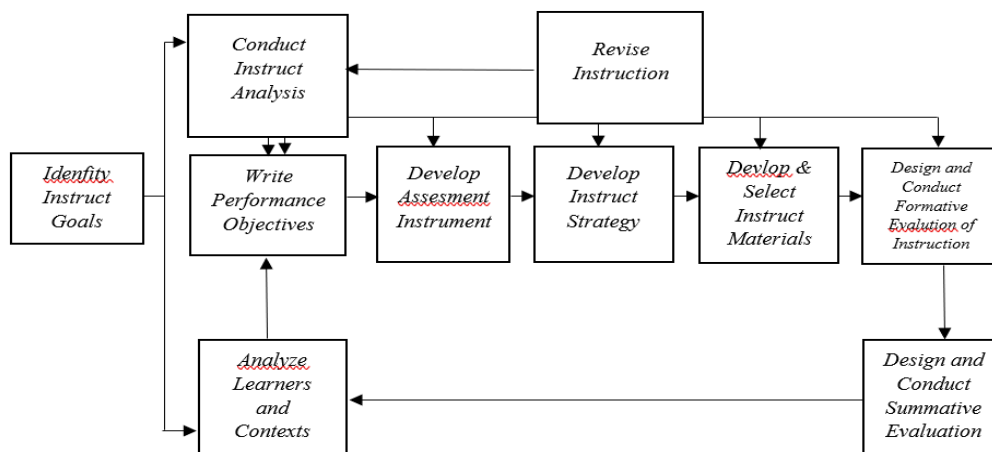 Conduct
Instruct
Analysis
Revise
Instruction
Idenfity
Instruct
Goals
Write
Performance
Objectives
Develop
Assesment
Instrument
Develop
Instruct
Strategy
Devlop &
Select
Instruct
Materials
Design and
Conduct
Formative
Evalution of
Instruction
Analyze
Learners
and
Contexts
Design and
Conduct
Summative
Evaluation